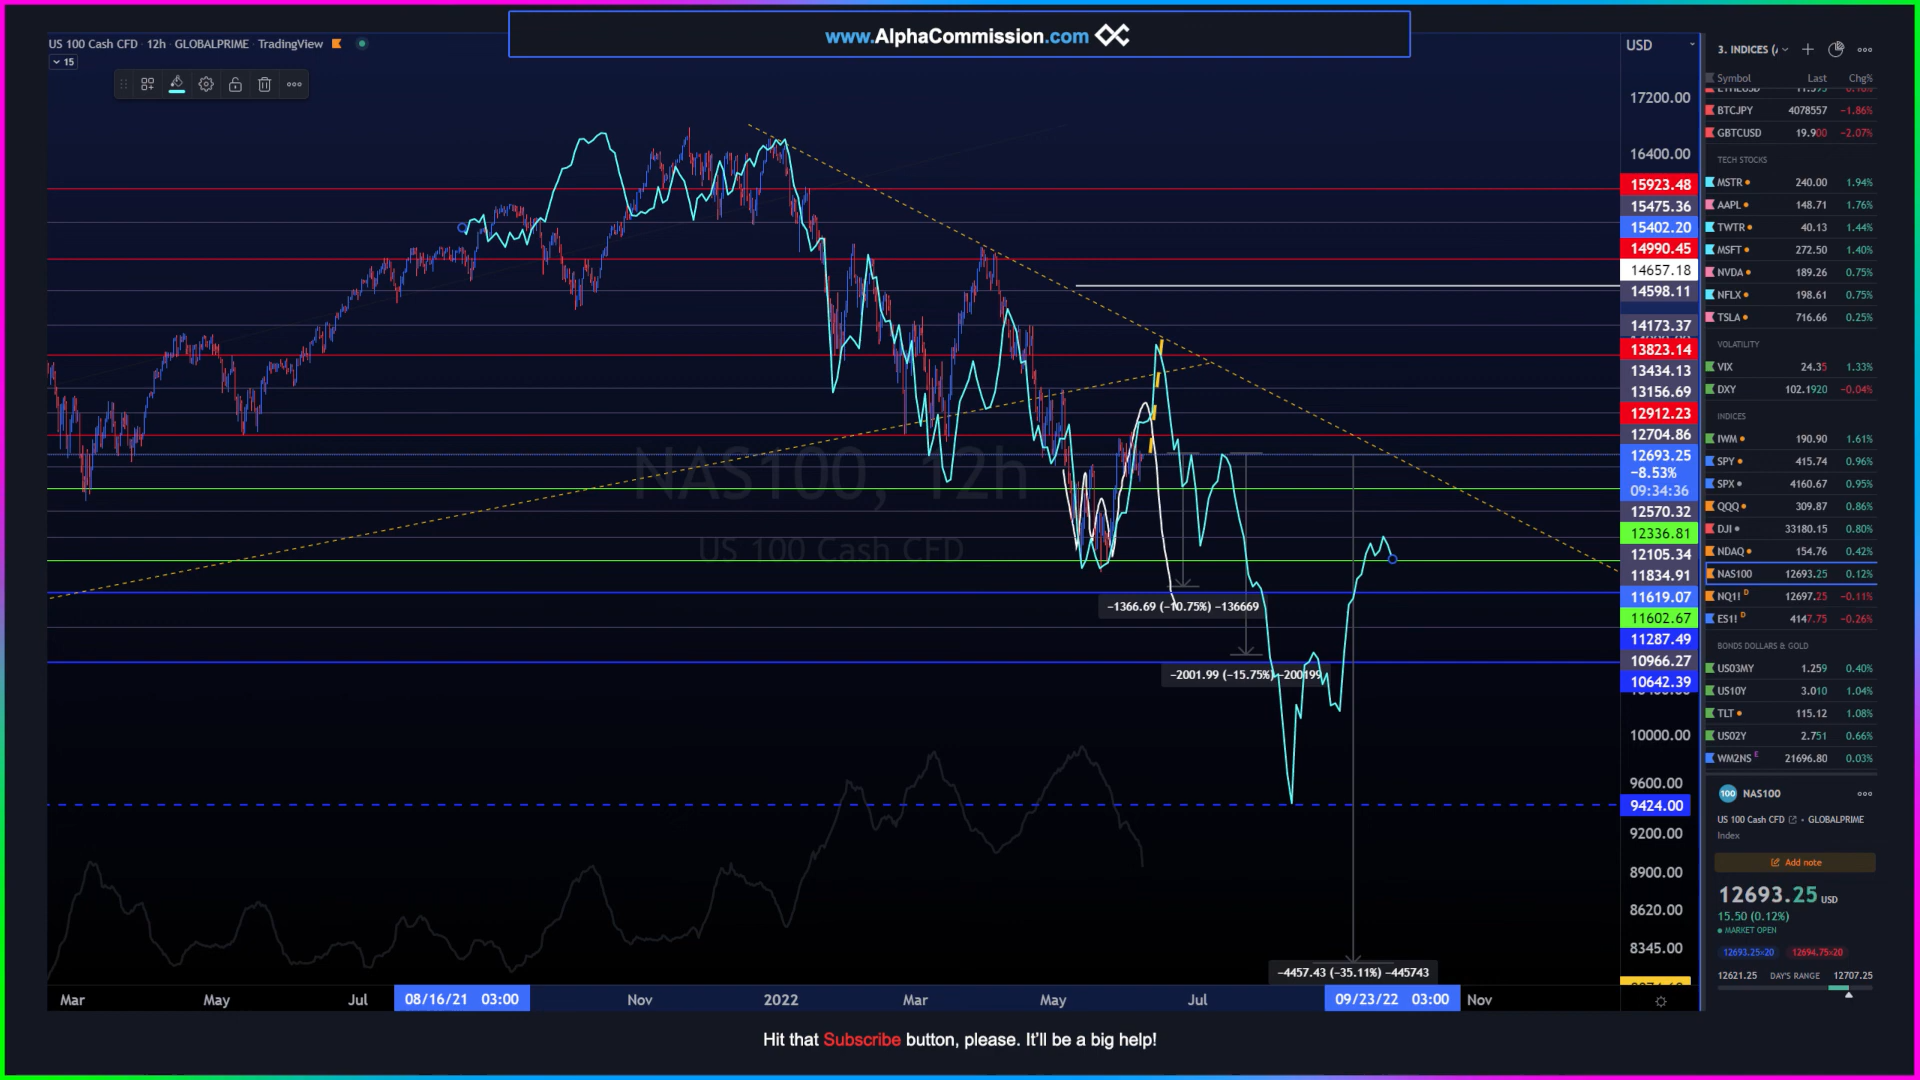 www.AlphaCommission.com
US 100 Cash CFD · 12h · GLOBALPRIME · TradingView
15
NAS100, 12h
US 100 Cash CFD
−1366.69 (−10.75%) −136669
−2001.99 (−15.75%) −200199
−4457.43 (−35.11%) −445743
USD
17200.00
16400.00
15923.48
15475.36
15402.20
14990.45
14657.18
14598.11
14173.37
13823.14
13434.13
13156.69
12912.23
12704.86
12693.25
−8.53%
09:34:36
12570.32
12336.81
12105.34
11834.91
11619.07
11602.67
11287.49
10966.27
10642.39
10000.00
9600.00
9424.00
9200.00
8900.00
8620.00
8345.00
Mar May Jul 08/16/21 03:00 Nov 2022 Mar May Jul 09/23/22 03:00 Nov
3. INDICES (
Symbol Last Chg%
BTCJPY 4078557 −1.86%
GBTCUSD 19.900 −2.07%
TECH STOCKS
MSTR 240.00 1.94%
AAPL 148.71 1.76%
TWTR 40.13 1.44%
MSFT 272.50 1.40%
NVDA 189.26 0.75%
NFLX 198.61 0.75%
TSLA 716.66 0.25%
VOLATILITY
VIX 24.35 1.33%
DXY 102.1920 −0.04%
INDICES
IWM 190.90 1.61%
SPY 415.74 0.96%
SPX 4160.67 0.95%
QQQ 309.87 0.86%
DJI 33180.15 0.80%
NDAQ 154.76 0.42%
NAS100 12693.25 0.12%
NQ1! D 12697.25 −0.11%
ES1! D 4147.75 −0.26%
BONDS DOLLARS & GOLD
US03MY 1.259 0.40%
US10Y 3.010 1.04%
TLT 115.12 1.08%
US02Y 2.751 0.66%
WM2NS E 21696.80 0.03%
100 NAS100
US 100 Cash CFD • GLOBALPRIME
Index
Add note
12693.25 USD
15.50 (0.12%)
MARKET OPEN
12693.25×20 12694.75×20
12621.25 DAY'S RANGE 12707.25
Hit that Subscribe button, please. It'll be a big help!